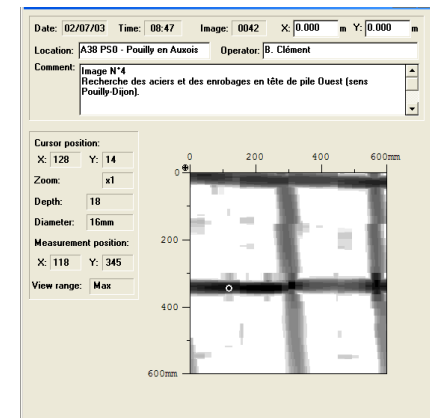 Date: 02/07/03 Time: 08:47 Image: 0042 X: 0.000 m Y: 0.000 m
Location: A38 PS0 - Pouilly en Auxois Operator: B. Clément
Comment: Image N°4
Recherche des aciers et des enrobages en tête de pile Ouest (sens
Pouilly-Dijon).
Cursor position:
X: 128 Y: 14
Zoom: x1
Depth: 18
Diameter: 16mm
Measurement position:
X: 118 Y: 345
View range: Max
0 200 400 600mm
0
200
400
600mm